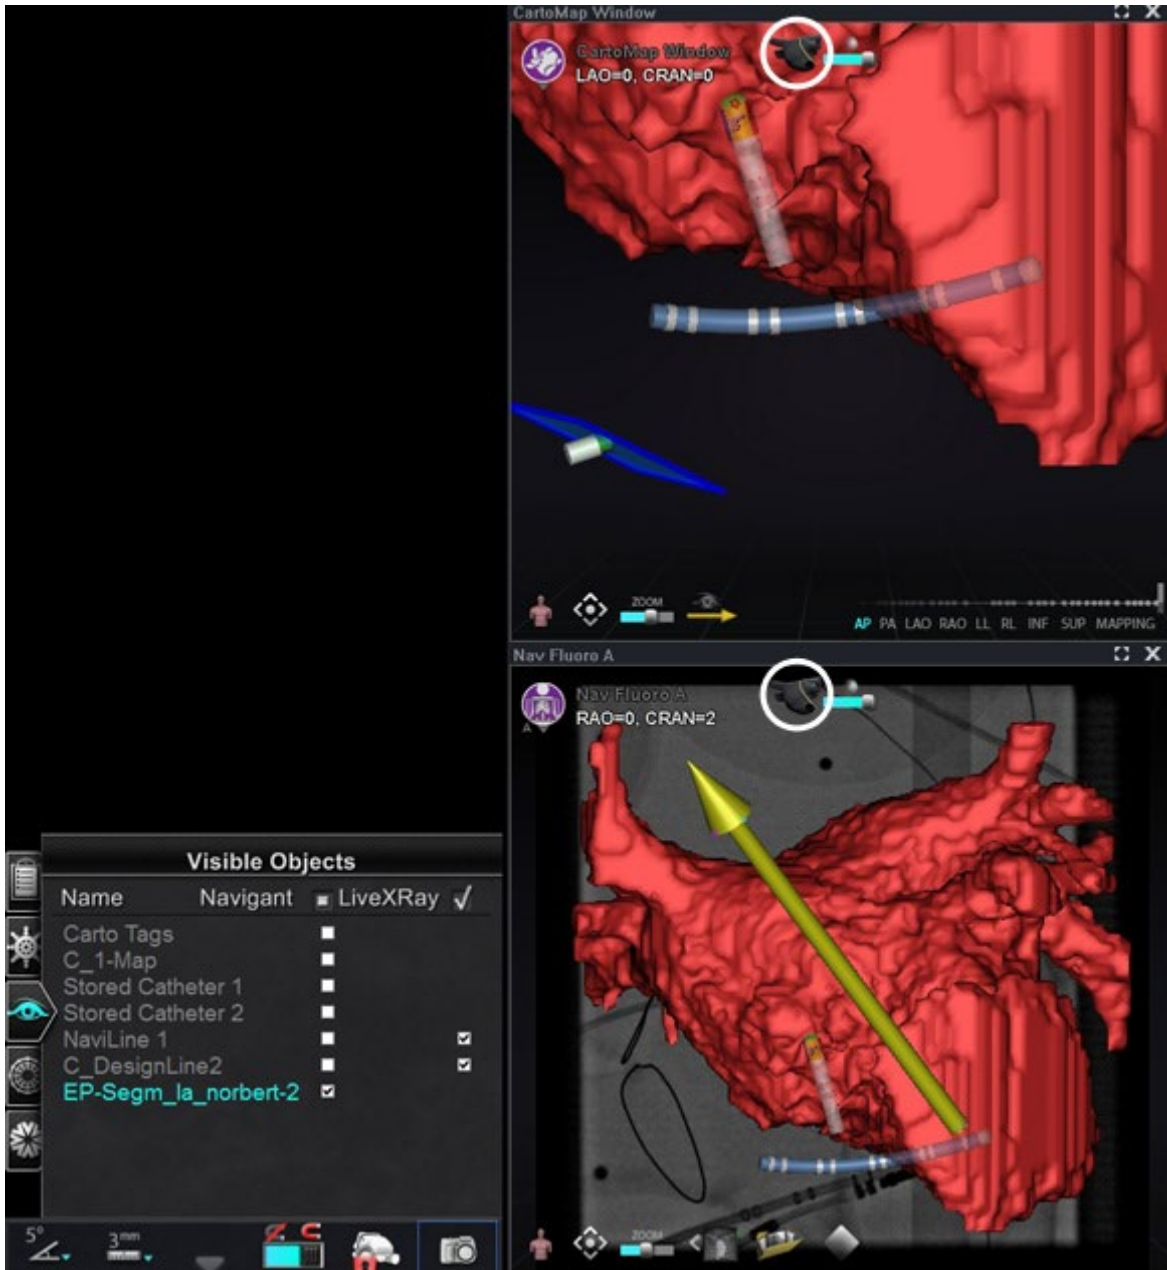 CartoMap Window
CartoMap Window
LAO=0, CRAN=0
ZOOM
AP PA LAO RAO LL RL INF SUP MAPPING
Nav Fluoro A
Nav Fluoro A
RAO=0, CRAN=2
A
Visible Objects
Name Navigant LiveXRay
Carto Tags
C_1-Map
Stored Catheter 1
Stored Catheter 2
NaviLine 1
C_DesignLine2
EP-Segm_la_norbert-2
5°
3mm
ZOOM